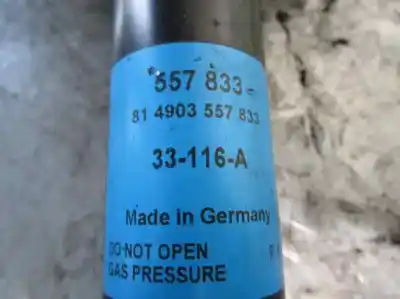 557 833
81 4903 557 833
33-116-A
Made in Germany
DO NOT OPEN
GAS PRESSURE